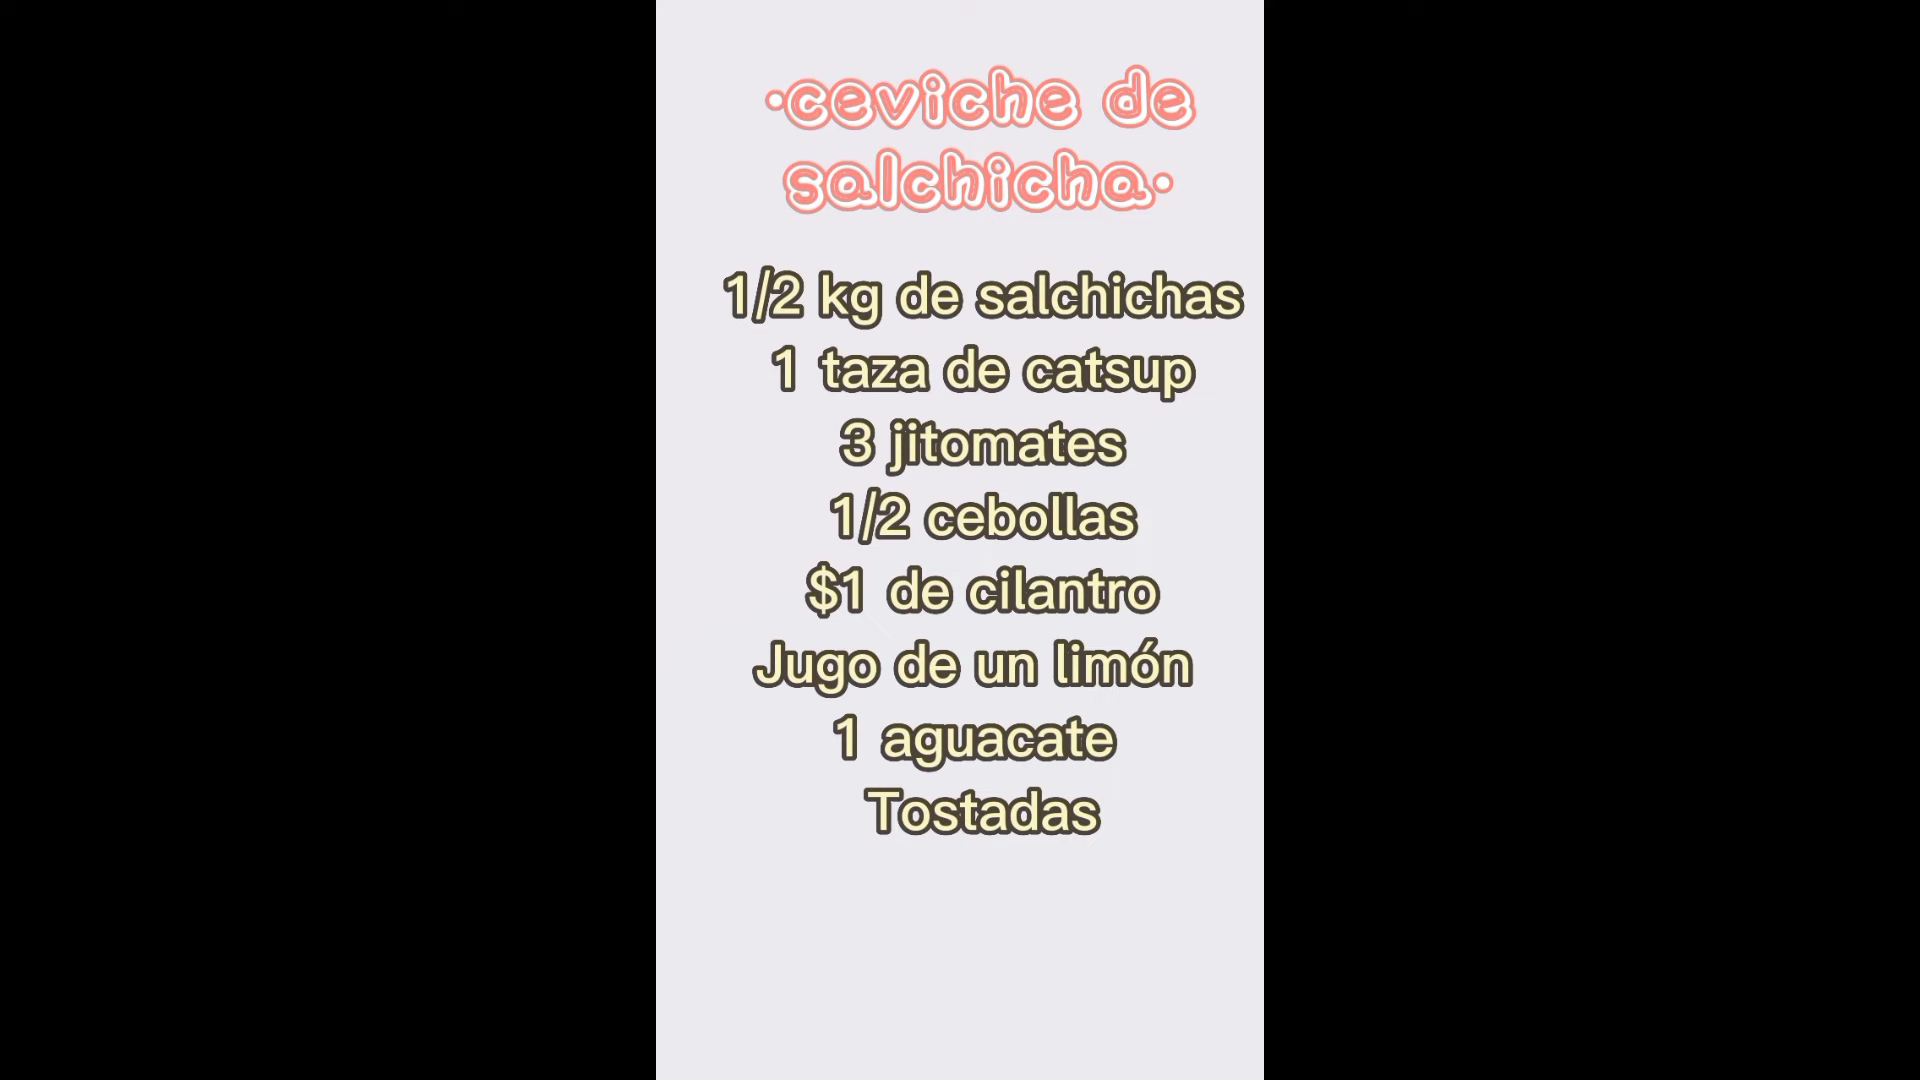 ·ceviche de
salchicha·
1/2 kg de salchichas
1 taza de catsup
3 jitomates
1/2 cebollas
$1 de cilantro
Jugo de un limón
1 aguacate
Tostadas